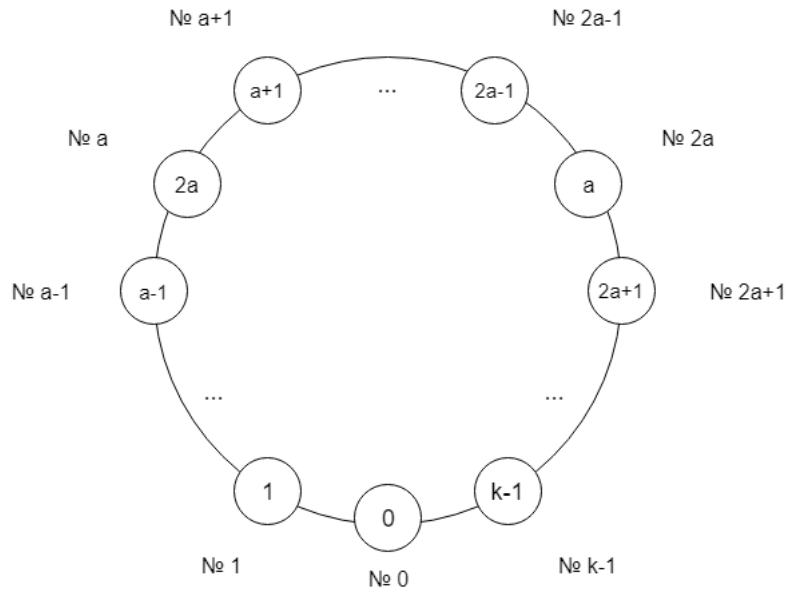 № a+1
№ 2a-1
a+1
...
2a-1
№ a
№ 2a
2a
a
№ a-1
a-1
2a+1
№ 2a+1
...
...
1
0
k-1
№ 1
№ 0
№ k-1